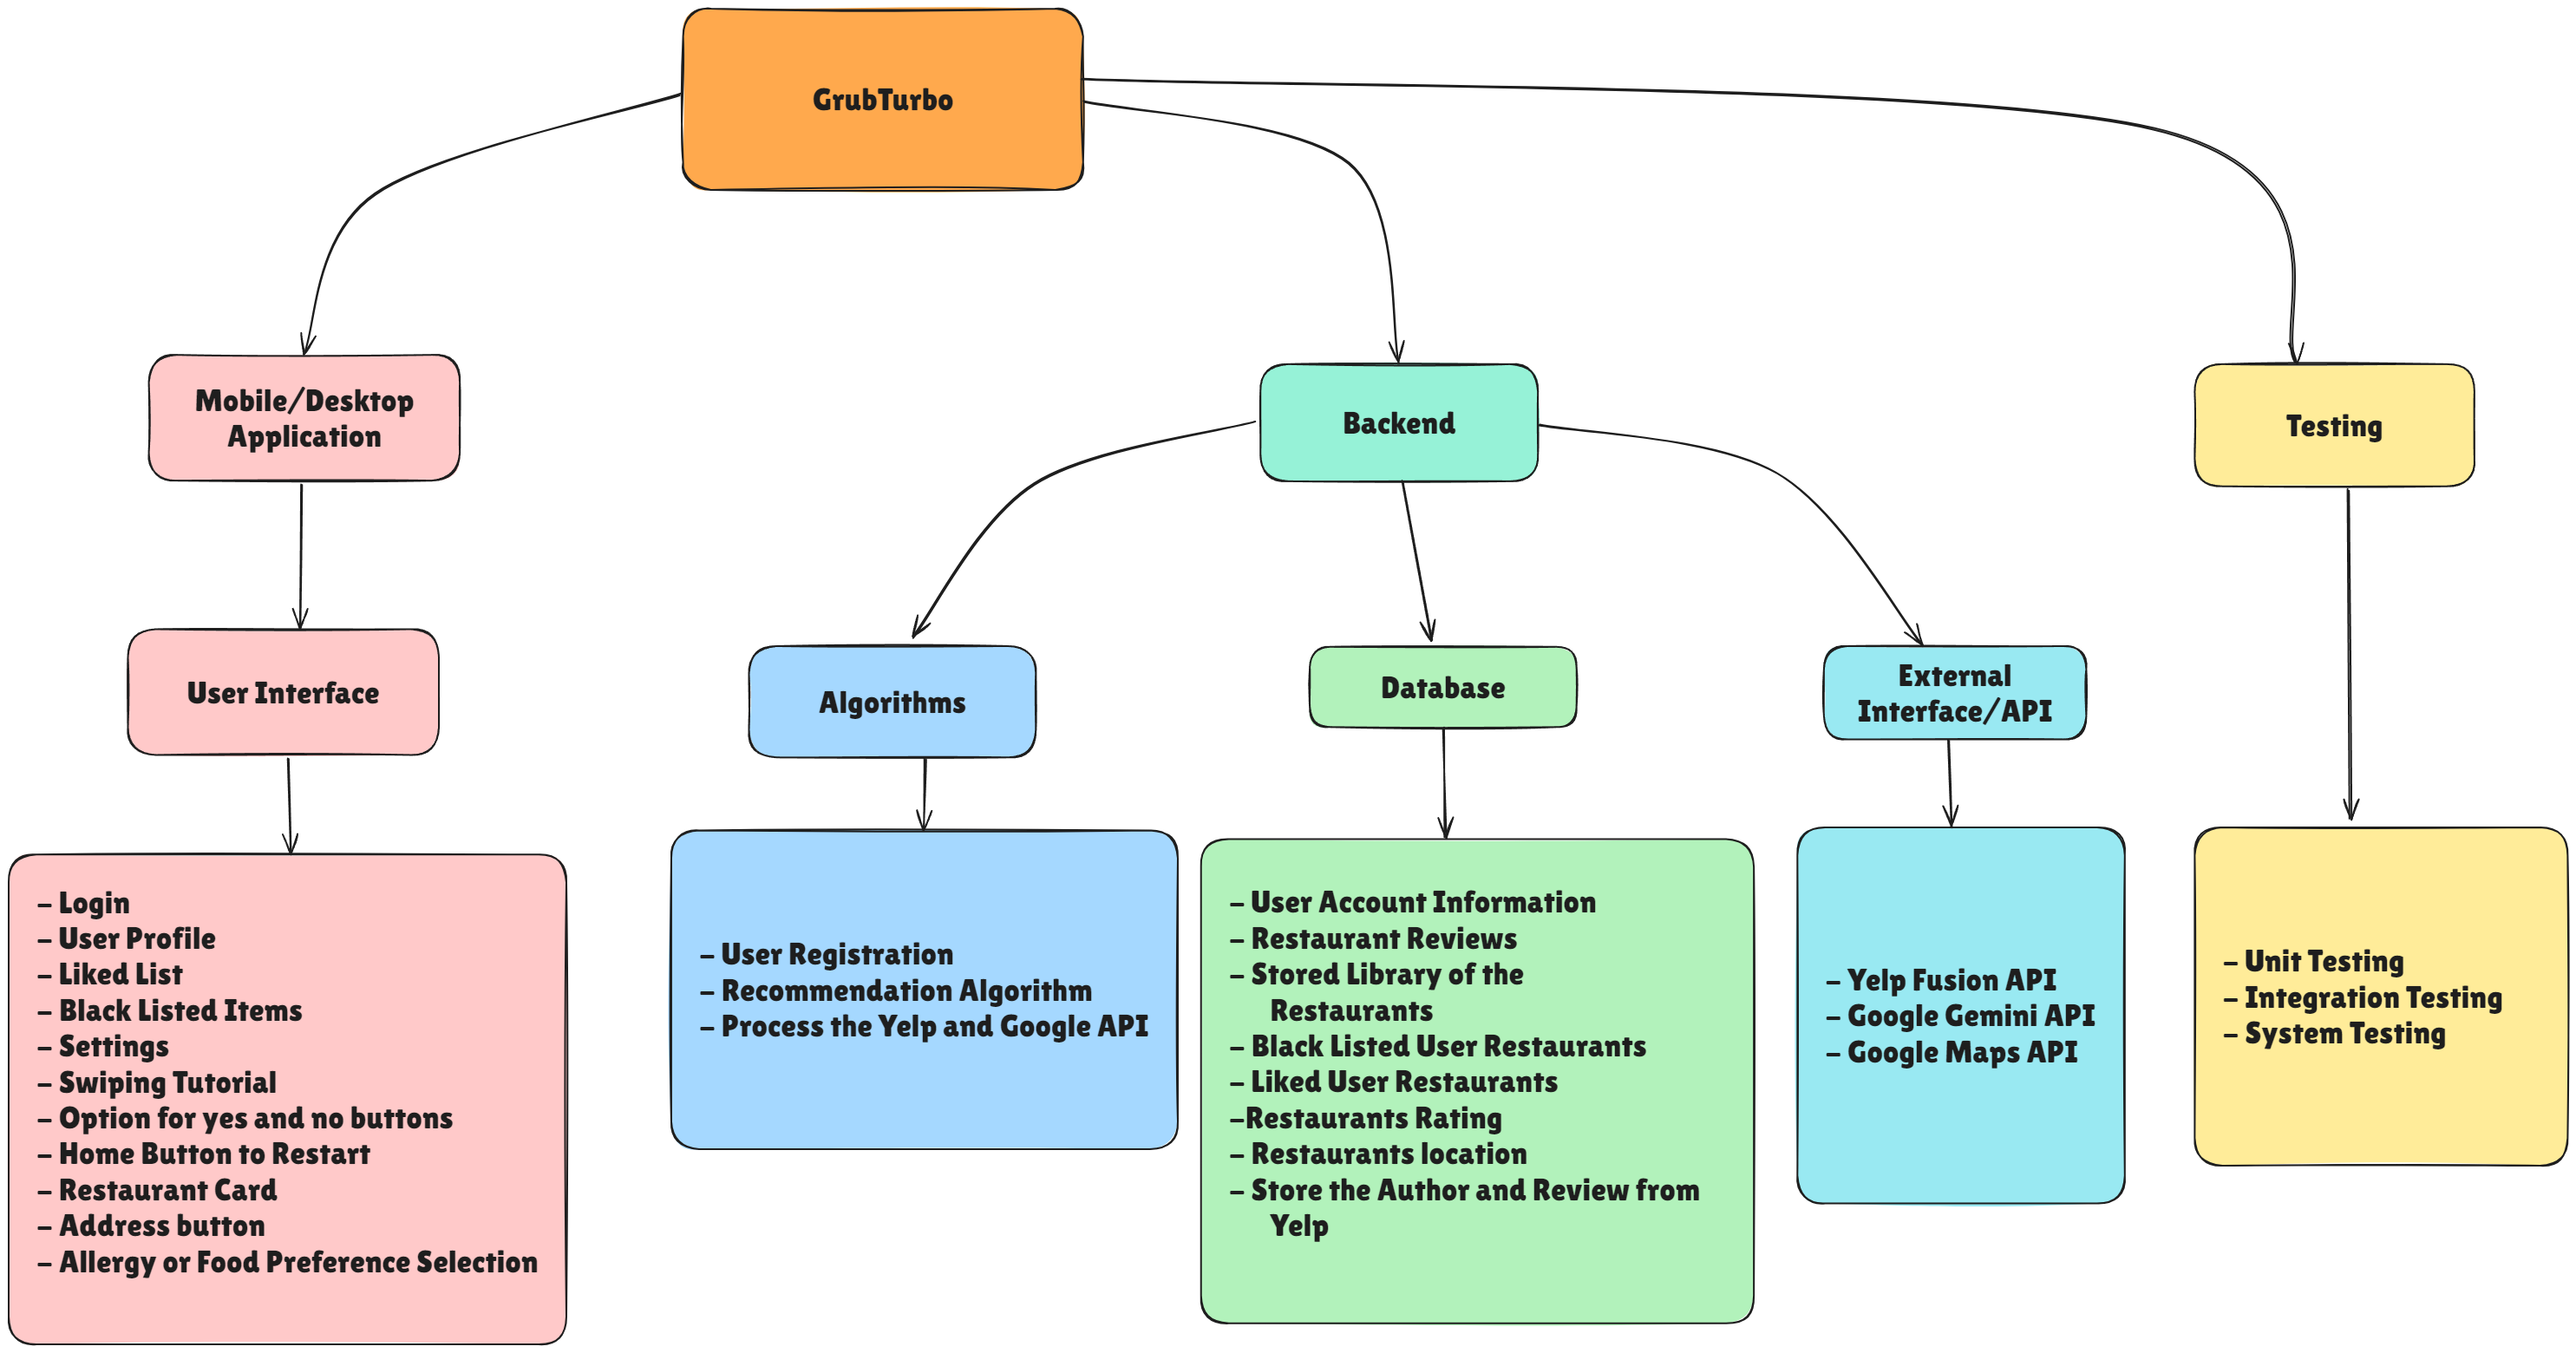 GrubTurbo
Mobile/Desktop
Application
Backend
Testing
User Interface
Algorithms
Database
External
Interface/API
– Login
– User Profile
– Liked List
– Black Listed Items
– Settings
– Swiping Tutorial
– Option for yes and no buttons
– Home Button to Restart
– Restaurant Card
– Address button
– Allergy or Food Preference Selection
– User Registration
– Recommendation Algorithm
– Process the Yelp and Google API
– User Account Information
– Restaurant Reviews
– Stored Library of the
Restaurants
– Black Listed User Restaurants
– Liked User Restaurants
–Restaurants Rating
– Restaurants location
– Store the Author and Review from
Yelp
– Yelp Fusion API
– Google Gemini API
– Google Maps API
– Unit Testing
– Integration Testing
– System Testing